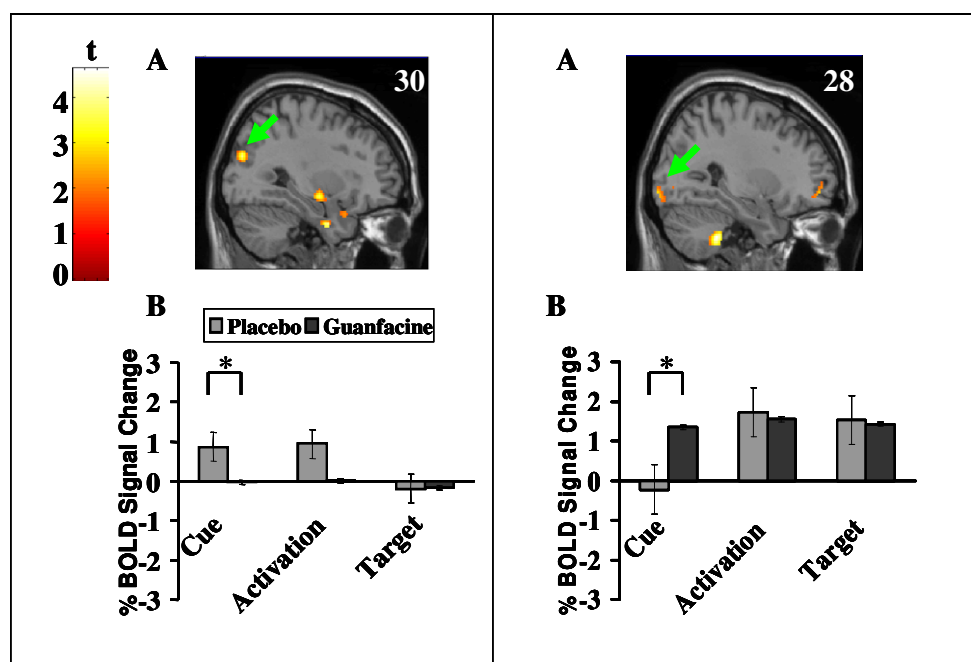 t
4
3
2
1
0
A
30
B
Placebo Guanfacine
% BOLD Signal Change
3
2
1
0
-1
-2
-3
*
Cue
Activation
Target
A
28
B
% BOLD Signal Change
3
2
1
0
-1
-2
-3
*
Cue
Activation
Target